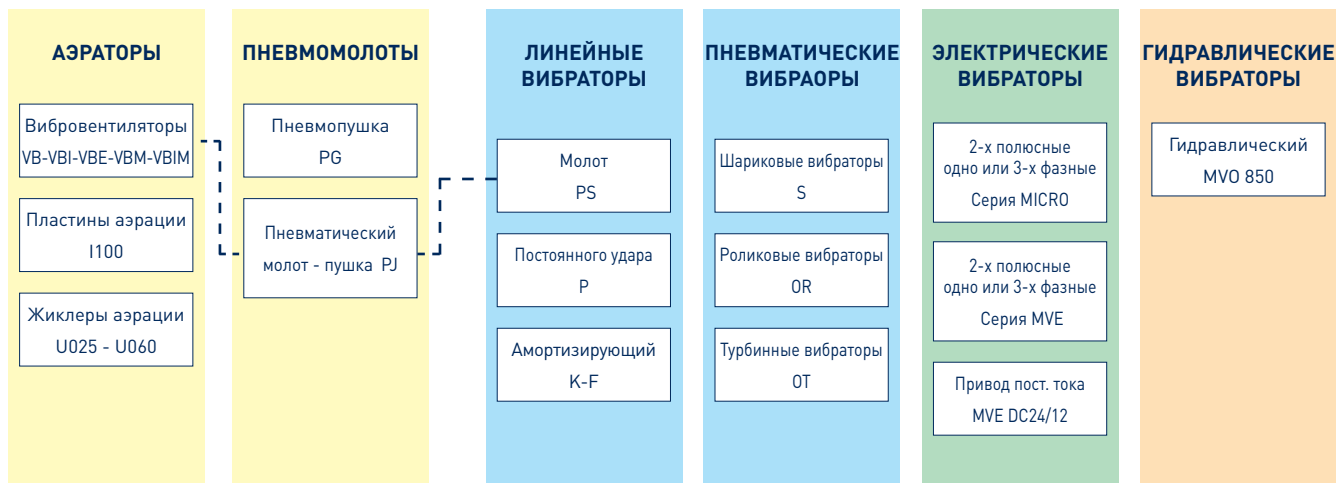 АЭРАТОРЫ
Вибровентиляторы
VB-VBI-VBE-VBM-VBIM
Пластины аэрации
I100
Жиклеры аэрации
U025 - U060
ПНЕВМОМОЛОТЫ
Пневмопушка
PG
Пневматический
молот - пушка PJ
ЛИНЕЙНЫЕ
ВИБРАТОРЫ
Молот
PS
Постоянного удара
P
Амортизирующий
K-F
ПНЕВМАТИЧЕСКИЕ
ВИБРАОРЫ
Шариковые вибраторы
S
Роликовые вибраторы
OR
Турбинные вибраторы
OT
ЭЛЕКТРИЧЕСКИЕ
ВИБРАТОРЫ
2-х полюсные
одно или 3-х фазные
Серия MICRO
2-х полюсные
одно или 3-х фазные
Серия MVE
Привод пост. тока
MVE DC24/12
ГИДРАВЛИЧЕСКИЕ
ВИБРАТОРЫ
Гидравлический
MVO 850